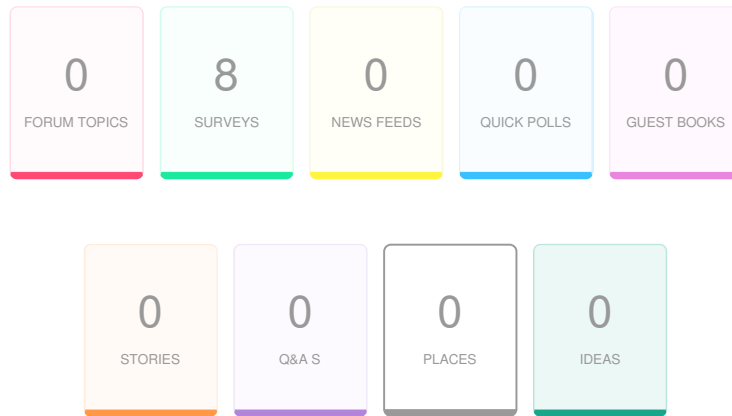 0 8 0 0 0
FORUM TOPICS SURVEYS NEWS FEEDS QUICK POLLS GUEST BOOKS
0 0 0 0
STORIES Q&A S PLACES IDEAS